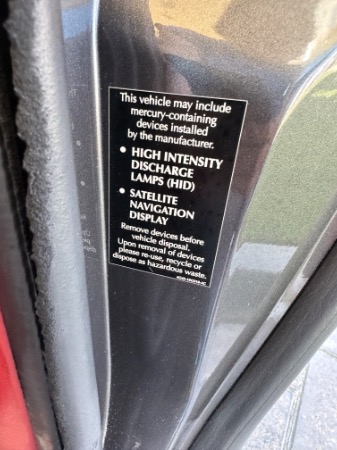 This vehicle may include
mercury-containing
devices installed
by the manufacturer.
• HIGH INTENSITY
DISCHARGE
LAMPS (HID)
• SATELLITE
NAVIGATION
DISPLAY
Remove devices before
vehicle disposal.
Upon removal of devices
please re-use, recycle or
dispose as hazardous waste.